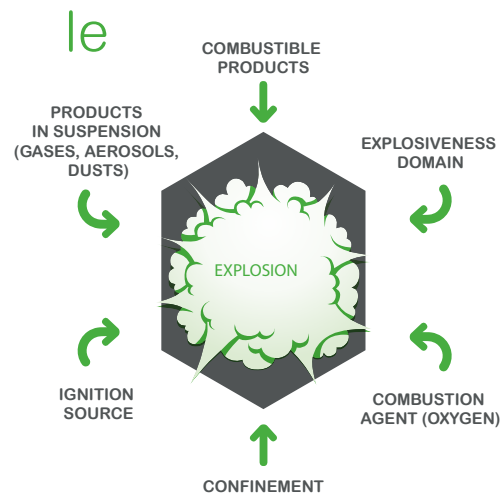 le
COMBUSTIBLE
PRODUCTS
PRODUCTS
IN SUSPENSION
(GASES, AEROSOLS,
DUSTS)
EXPLOSIVENESS
DOMAIN
EXPLOSION
IGNITION
SOURCE
COMBUSTION
AGENT (OXYGEN)
CONFINEMENT